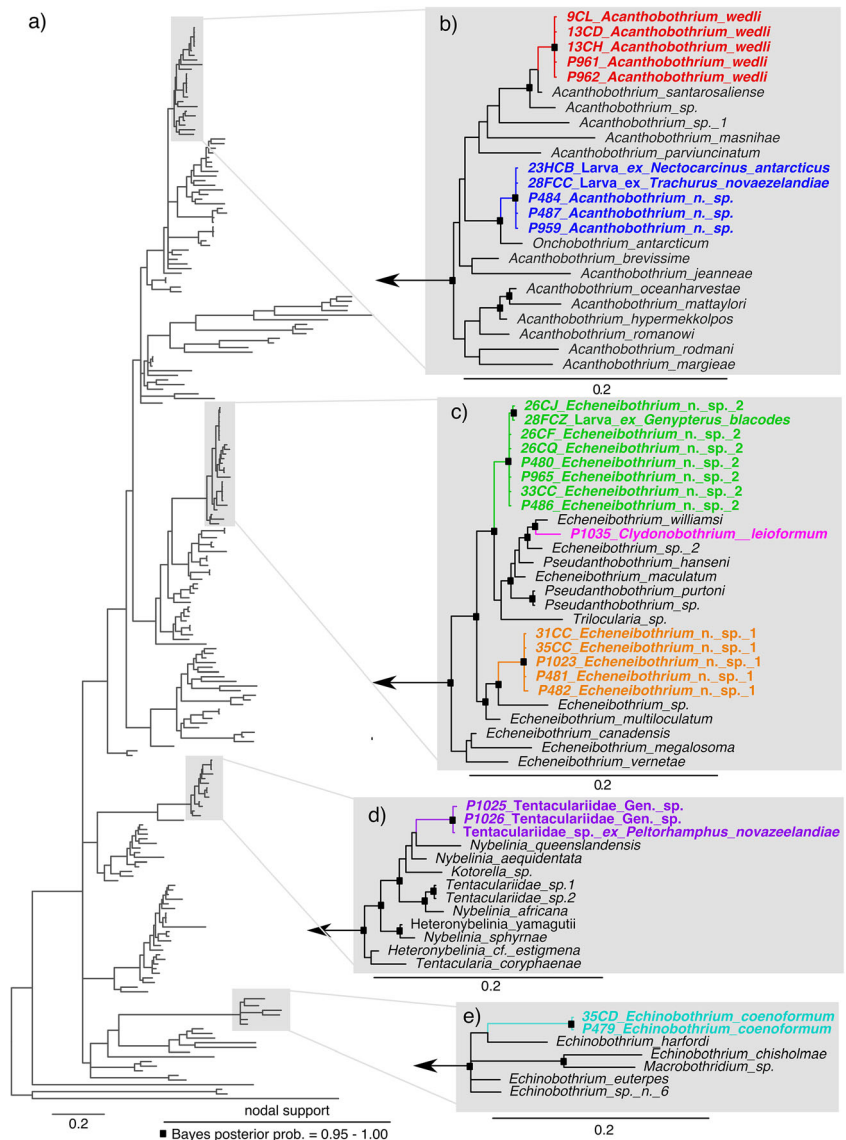 a)
b)
9CL_Acanthobothrium_wedli
13CD_Acanthobothrium_wedli
13CH_Acanthobothrium_wedli
P961_Acanthobothrium_wedli
P962_Acanthobothrium_wedli
Acanthobothrium_santarosaliense
Acanthobothrium_sp.
Acanthobothrium_sp._1
Acanthobothrium_masnihae
Acanthobothrium_parviuncinatum
23HCB_Larva_ex_Nectocarcinus_antarcticus
28FCC_Larva_ex_Trachurus_novaezelandiae
P484_Acanthobothrium_n._sp.
P487_Acanthobothrium_n._sp.
P959_Acanthobothrium_n._sp.
Onchobothrium_antarcticum
Acanthobothrium_brevissime
Acanthobothrium_jeanneae
Acanthobothrium_oceanharvestae
Acanthobothrium_mattaylori
Acanthobothrium_hypermekkolpos
Acanthobothrium_romanowi
Acanthobothrium_rodmani
Acanthobothrium_margieae
0.2
c)
26CJ_Echeneibothrium_n._sp._2
28FCZ_Larva_ex_Genypterus_blacodes
26CF_Echeneibothrium_n._sp._2
26CQ_Echeneibothrium_n._sp._2
P480_Echeneibothrium_n._sp._2
P965_Echeneibothrium_n._sp._2
33CC_Echeneibothrium_n._sp._2
P486_Echeneibothrium_n._sp._2
Echeneibothrium_williamsi
P1035_Clydonobothrium__leioformum
Echeneibothrium_sp._2
Pseudanthobothrium_hanseni
Echeneibothrium_maculatum
Pseudanthobothrium_purtoni
Pseudanthobothrium_sp.
Trilocularia_sp.
31CC_Echeneibothrium_n._sp._1
35CC_Echeneibothrium_n._sp._1
P1023_Echeneibothrium_n._sp._1
P481_Echeneibothrium_n._sp._1
P482_Echeneibothrium_n._sp._1
Echeneibothrium_sp.
Echeneibothrium_multiloculatum
Echeneibothrium_canadensis
Echeneibothrium_megalosoma
Echeneibothrium_vernetae
0.2
d)
P1025_Tentaculariidae_Gen._sp.
P1026_Tentaculariidae_Gen._sp.
Tentaculariidae_sp._ex_Peltorhamphus_novazeelandiae
Nybelinia_queenslandensis
Nybelinia_aequidentata
Kotorella_sp.
Tentaculariidae_sp.1
Tentaculariidae_sp.2
Nybelinia_africana
Heteronybelinia_yamagutii
Nybelinia_sphyrnae
Heteronybelinia_cf._estigmena
Tentacularia_coryphaenae
0.2
e)
35CD_Echinobothrium_coenoformum
P479_Echinobothrium_coenoformum
Echinobothrium_harfordi
Echinobothrium_chisholmae
Macrobothridium_sp.
Echinobothrium_euterpes
Echinobothrium_sp._n._6
0.2
0.2
nodal support
Bayes posterior prob. = 0.95 - 1.00